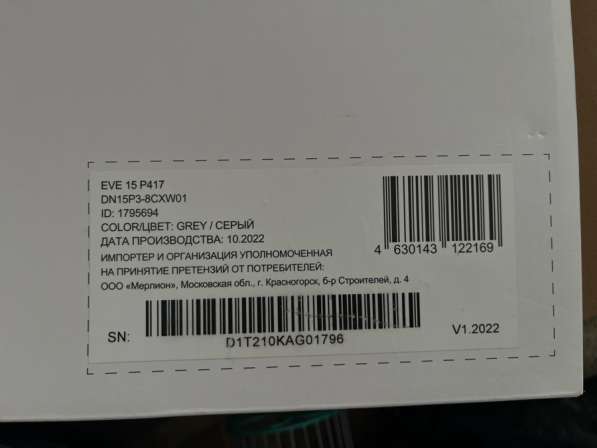 EVE 15 P417
DN15P3-8CXW01
ID: 1795694
COLOR/ЦВЕТ: GREY / СЕРЫЙ
ДАТА ПРОИЗВОДСТВА: 10.2022
ИМПОРТЕР И ОРГАНИЗАЦИЯ УПОЛНОМОЧЕННАЯ
НА ПРИНЯТИЕ ПРЕТЕНЗИЙ ОТ ПОТРЕБИТЕЛЕЙ:
ООО «Мерлион», Московская обл., г. Красногорск, б-р Строителей, д. 4
4 630143 122169
SN:
D1T210KAG01796
V1.2022